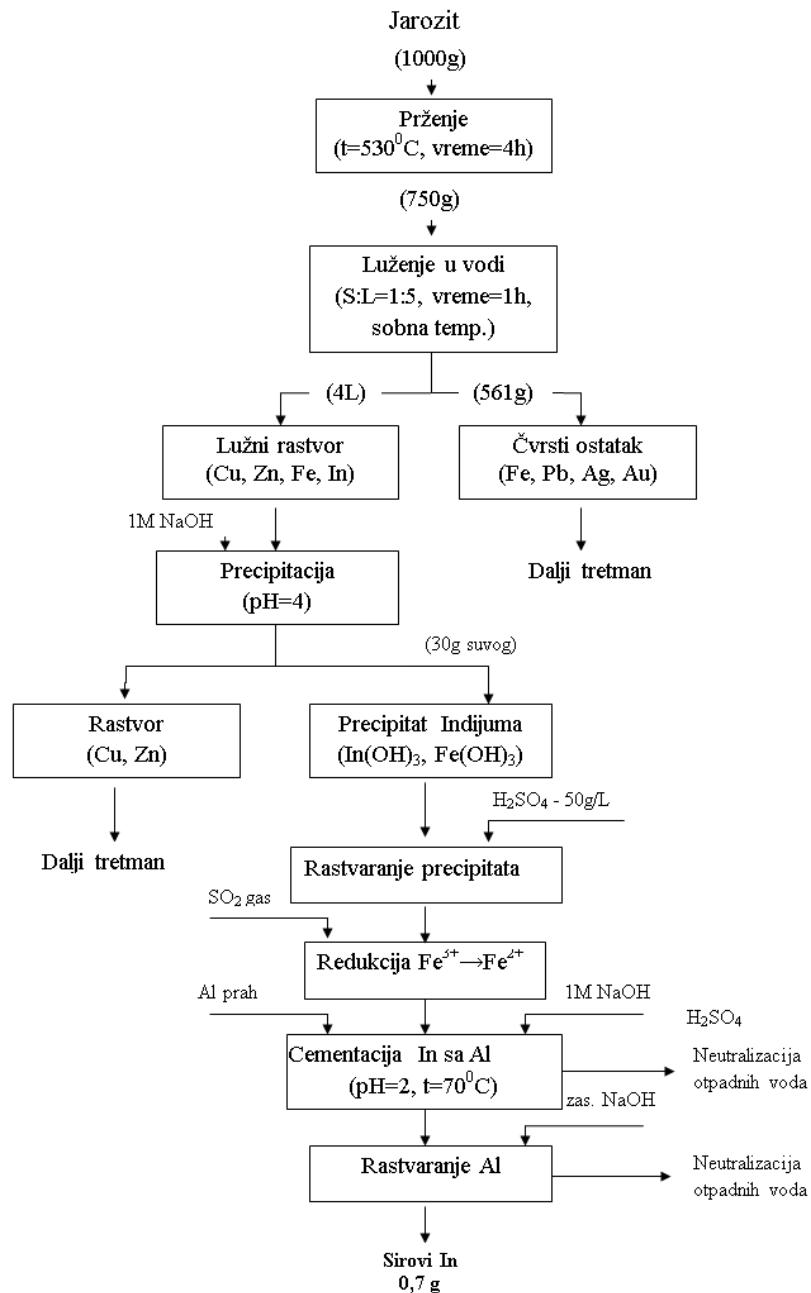 Jarozit
(1000g)
Prženje
(t=530⁰C, vreme=4h)
(750g)
Luženje u vodi
(S:L=1:5, vreme=1h,
sobna temp.)
(4L)
(561g)
Lužni rastvor
(Cu, Zn, Fe, In)
Čvrsti ostatak
(Fe, Pb, Ag, Au)
1M NaOH
Precipitacija
(pH=4)
Dalji tretman
(30g suvog)
Rastvor
(Cu, Zn)
Precipitat Indijuma
(In(OH)₃, Fe(OH)₃)
H₂SO₄ - 50g/L
Dalji tretman
Rastvaranje precipitata
SO₂ gas
Redukcija Fe³⁺→Fe²⁺
Al prah
1M NaOH
H₂SO₄
Cementacija In sa Al
(pH=2, t=70⁰C)
Neutralizacija
otpadnih voda
zas. NaOH
Rastvaranje Al
Neutralizacija
otpadnih voda
Sirovi In
0,7 g